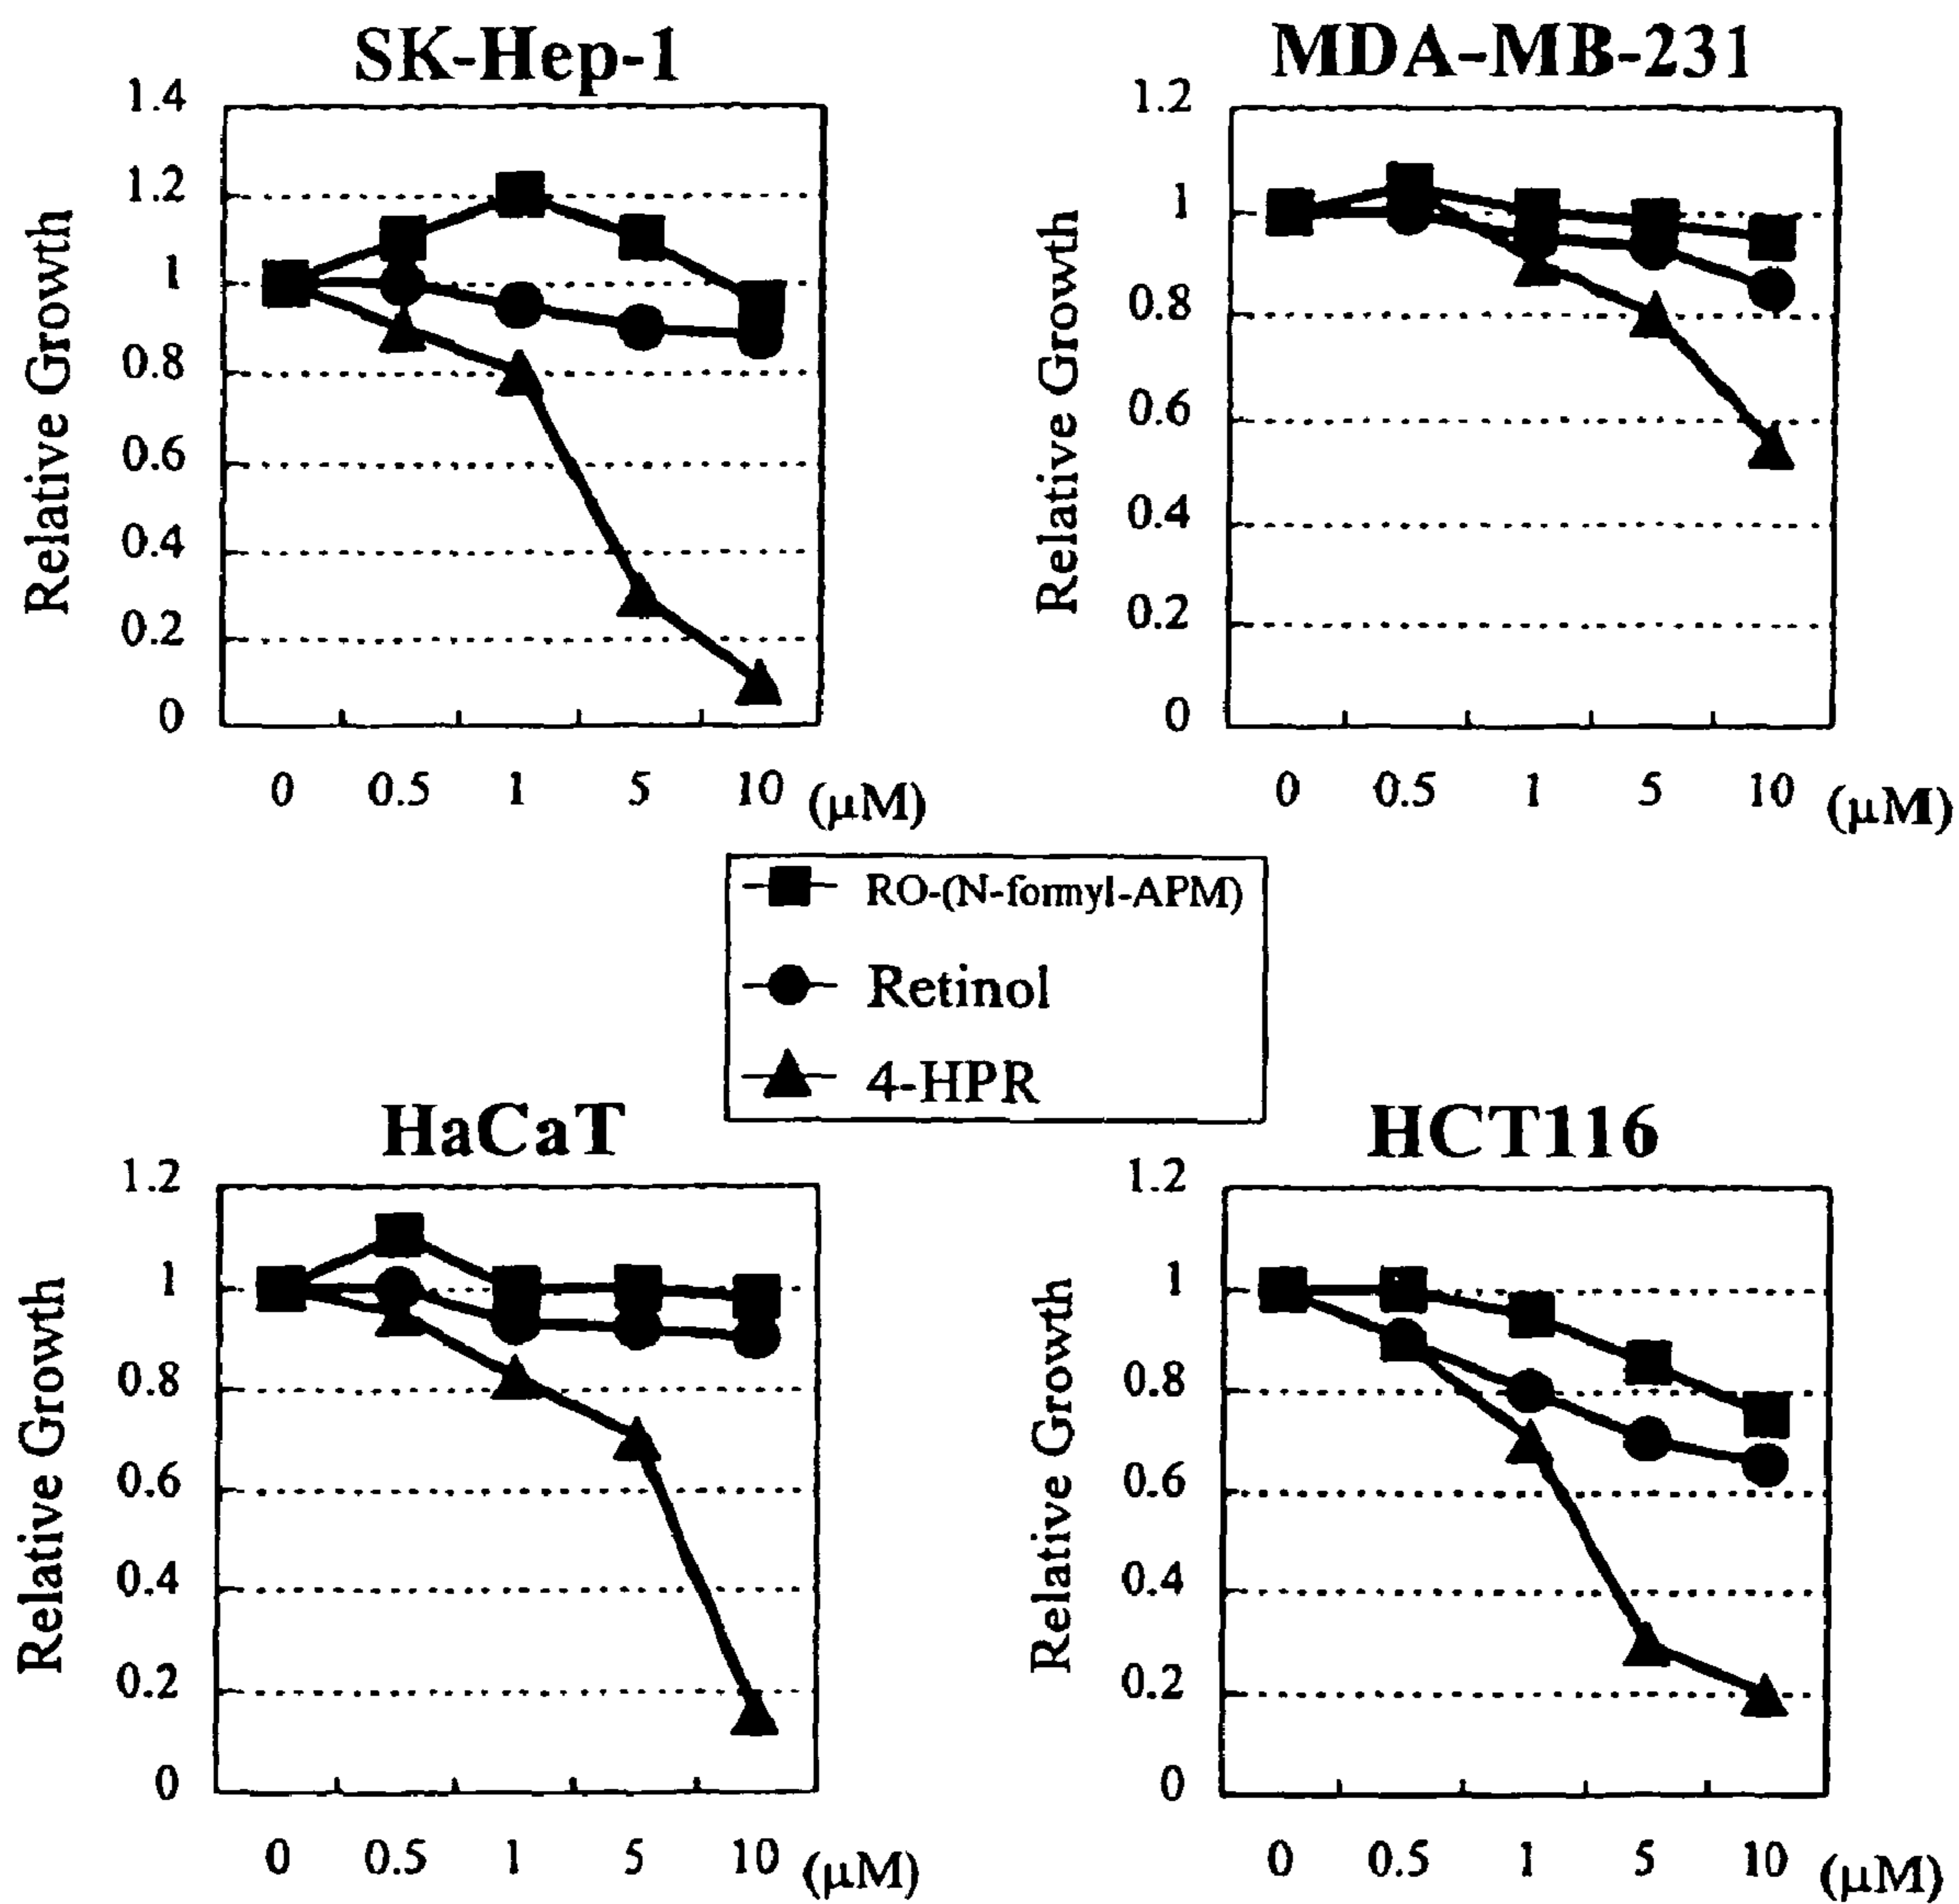 SK-Hep-1
Relative Growth
1.4
1.2
1
0.8
0.6
0.4
0.2
0
0 0.5 1 5 10 (µM)
MDA-MB-231
Relative Growth
1.2
1
0.8
0.6
0.4
0.2
0
0 0.5 1 5 10 (µM)
RO-(N-formyl-APM)
Retinol
4-HPR
HaCaT
Relative Growth
1.2
1
0.8
0.6
0.4
0.2
0
0 0.5 1 5 10 (µM)
HCT116
Relative Growth
1.2
1
0.8
0.6
0.4
0.2
0
0 0.5 1 5 10 (µM)